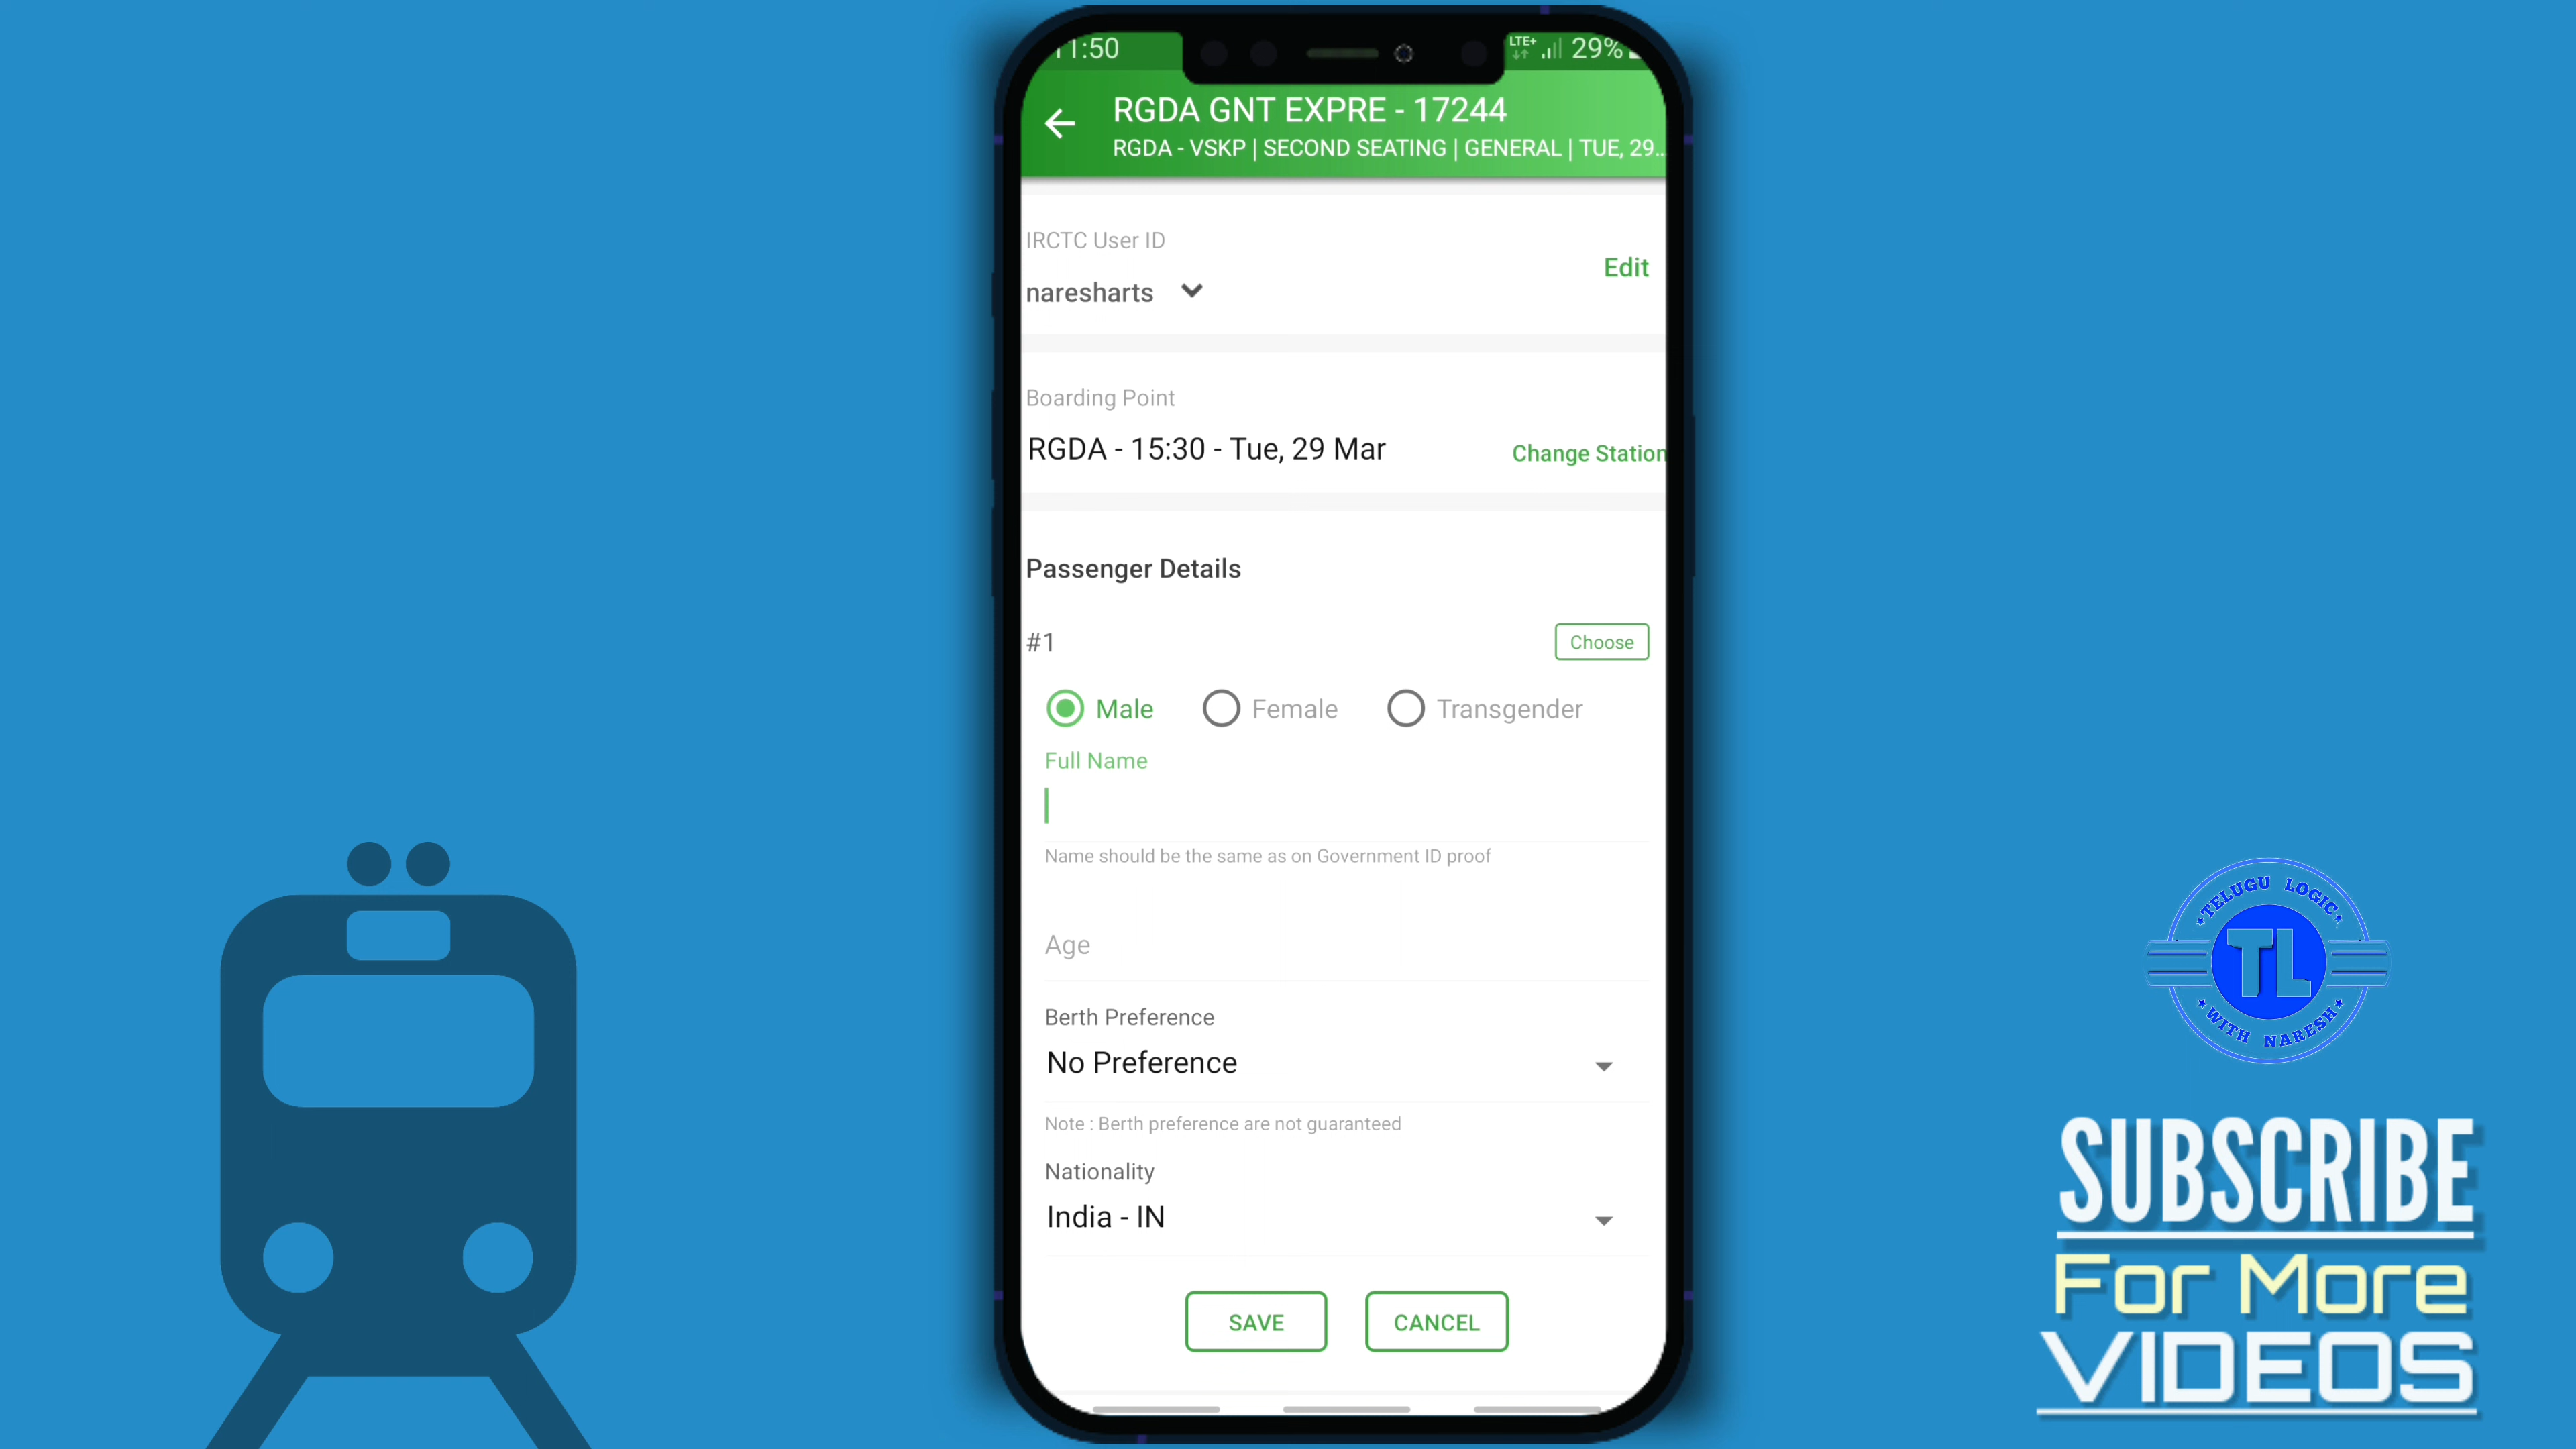 11:50
LTE+ 29%
RGDA GNT EXPRE - 17244
RGDA - VSKP | SECOND SEATING | GENERAL | TUE, 29...
IRCTC User ID
Edit
naresharts
Boarding Point
RGDA - 15:30 - Tue, 29 Mar
Change Station
Passenger Details
#1
Choose
Male Female Transgender
Full Name
Name should be the same as on Government ID proof
Age
Berth Preference
No Preference
Note : Berth preference are not guaranteed
Nationality
India - IN
SAVE CANCEL
TELUGU LOGIC
TL
WITH NARESH
SUBSCRIBE
For More
VIDEOS